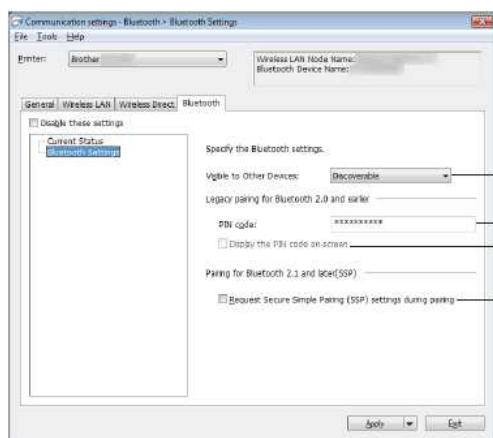 Communication settings - Bluetooth > Bluetooth Settings
File Tools Help
Printer: Brother
Wireless LAN Node Name:
Bluetooth Device Name:
General Wireless LAN Wireless Direct Bluetooth
Disable these settings
Current Status
Bluetooth Settings
Specify the Bluetooth settings.
Visible to Other Devices: Discoverable
Legacy pairing for Bluetooth 2.0 and earlier
PIN code: **********
Display the PIN code on-screen
Pairing for Bluetooth 2.1 and later(SSP)
Request Secure Simple Pairing (SSP) settings during pairing
Apply Exit